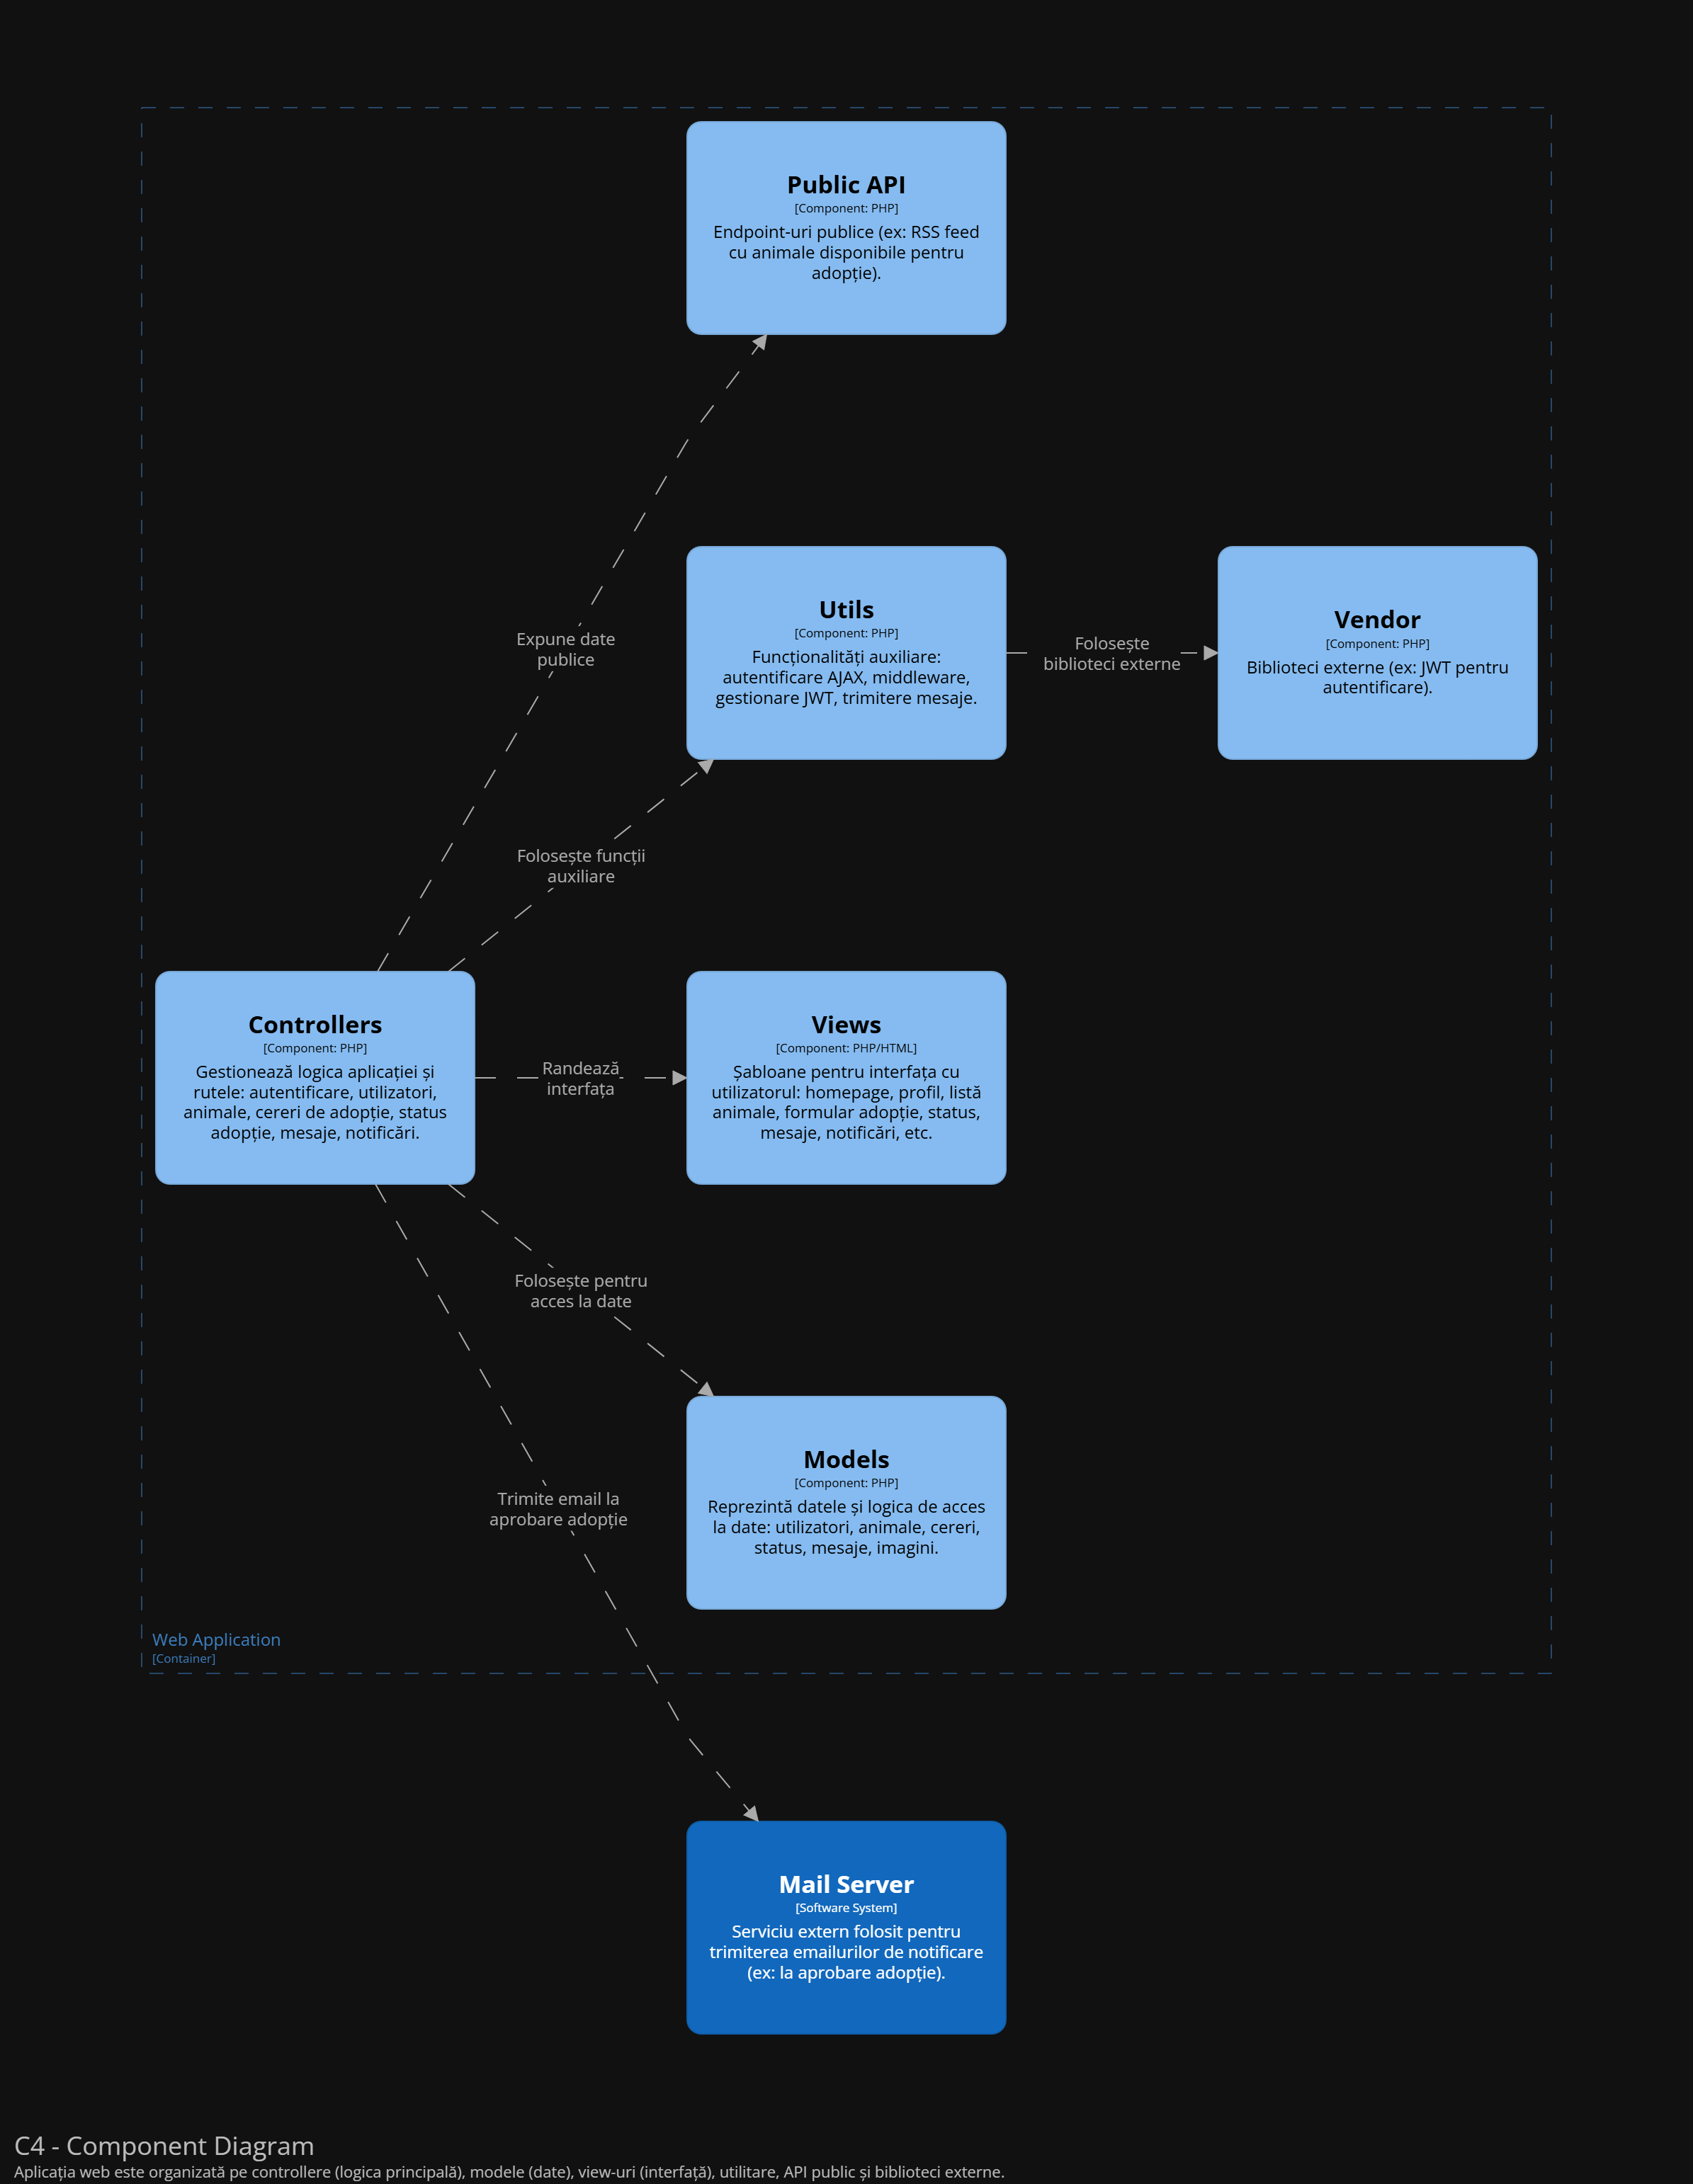 Public API
[Component: PHP]
Endpoint-uri publice (ex: RSS feed
cu animale disponibile pentru
adopție).
Utils
[Component: PHP]
Funcționalități auxiliare:
autentificare AJAX, middleware,
gestionare JWT, trimitere mesaje.
Folosește
biblioteci externe
Vendor
[Component: PHP]
Biblioteci externe (ex: JWT pentru
autentificare).
Expune date
publice
Folosește funcții
auxiliare
Controllers
[Component: PHP]
Gestionează logica aplicației și
rutele: autentificare, utilizatori,
animale, cereri de adopție, status
adopție, mesaje, notificări.
Randează
interfața
Views
[Component: PHP/HTML]
Șabloane pentru interfața cu
utilizatorul: homepage, profil, listă
animale, formular adopție, status,
mesaje, notificări, etc.
Folosește pentru
acces la date
Models
[Component: PHP]
Reprezintă datele și logica de acces
la date: utilizatori, animale, cereri,
status, mesaje, imagini.
Trimite email la
aprobare adopție
Web Application
[Container]
Mail Server
[Software System]
Serviciu extern folosit pentru
trimiterea emailurilor de notificare
(ex: la aprobare adopție).
C4 - Component Diagram
Aplicația web este organizată pe controllere (logica principală), modele (date), view-uri (interfață), utilitare, API public și biblioteci externe.